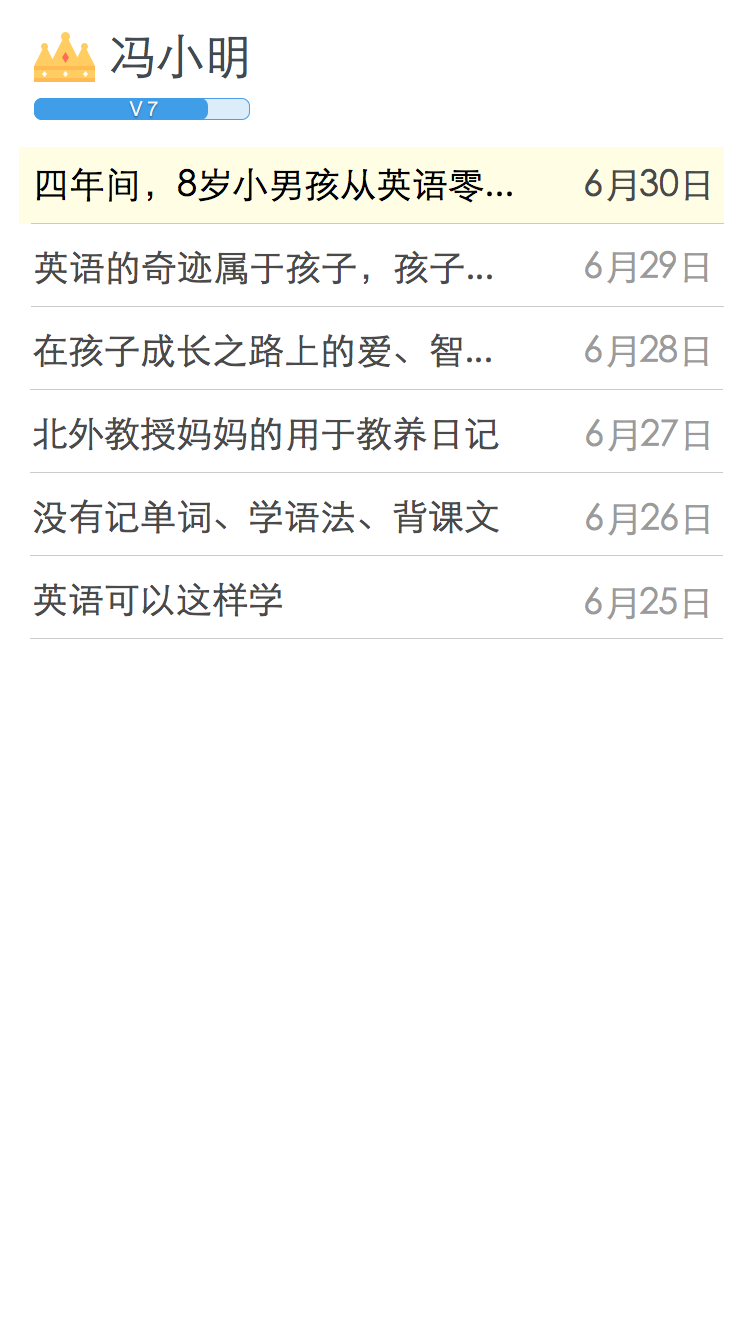 冯小明
V7
四年间，8岁小男孩从英语零... 6月30日
英语的奇迹属于孩子，孩子... 6月29日
在孩子成长之路上的爱、智... 6月28日
北外教授妈妈的用于教养日记 6月27日
没有记单词、学语法、背课文 6月26日
英语可以这样学 6月25日